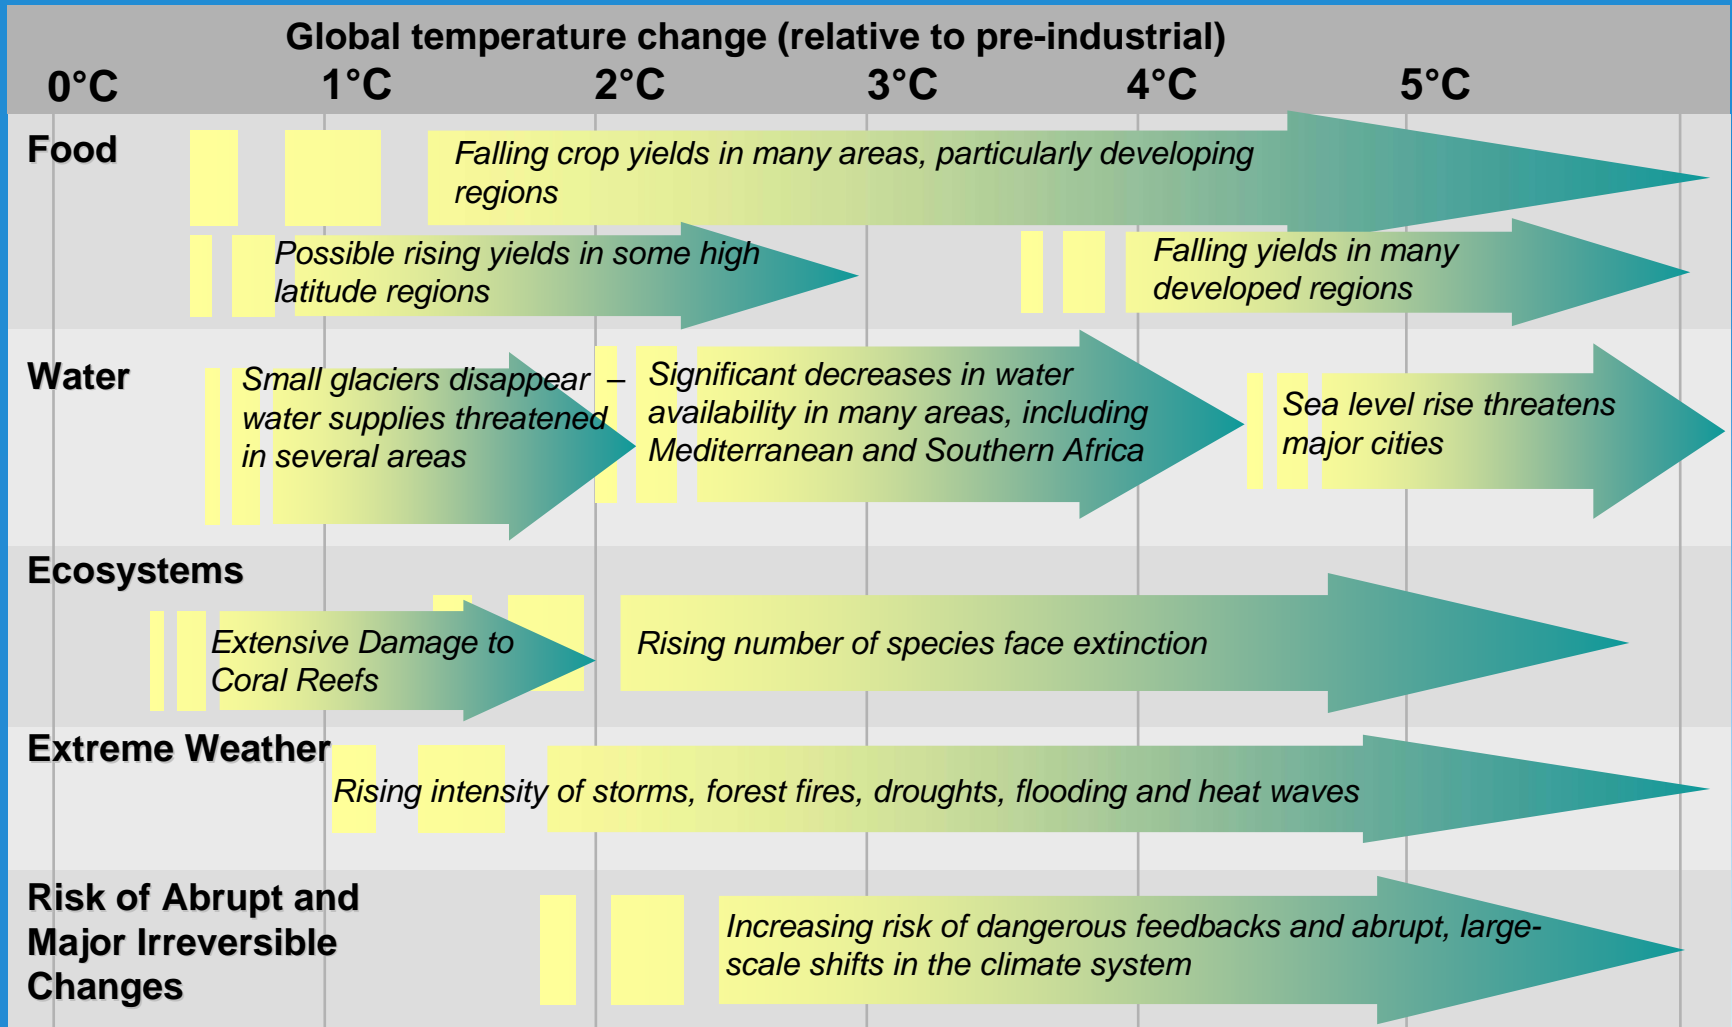 Global temperature change (relative to pre-industrial)
0°C 1°C 2°C 3°C 4°C 5°C
Food
Falling crop yields in many areas, particularly developing
regions
Possible rising yields in some high
latitude regions
Falling yields in many
developed regions
Water
Small glaciers disappear –
water supplies threatened
in several areas
Significant decreases in water
availability in many areas, including
Mediterranean and Southern Africa
Sea level rise threatens
major cities
Ecosystems
Extensive Damage to
Coral Reefs
Rising number of species face extinction
Extreme Weather
Rising intensity of storms, forest fires, droughts, flooding and heat waves
Risk of Abrupt and
Major Irreversible
Changes
Increasing risk of dangerous feedbacks and abrupt, large-
scale shifts in the climate system